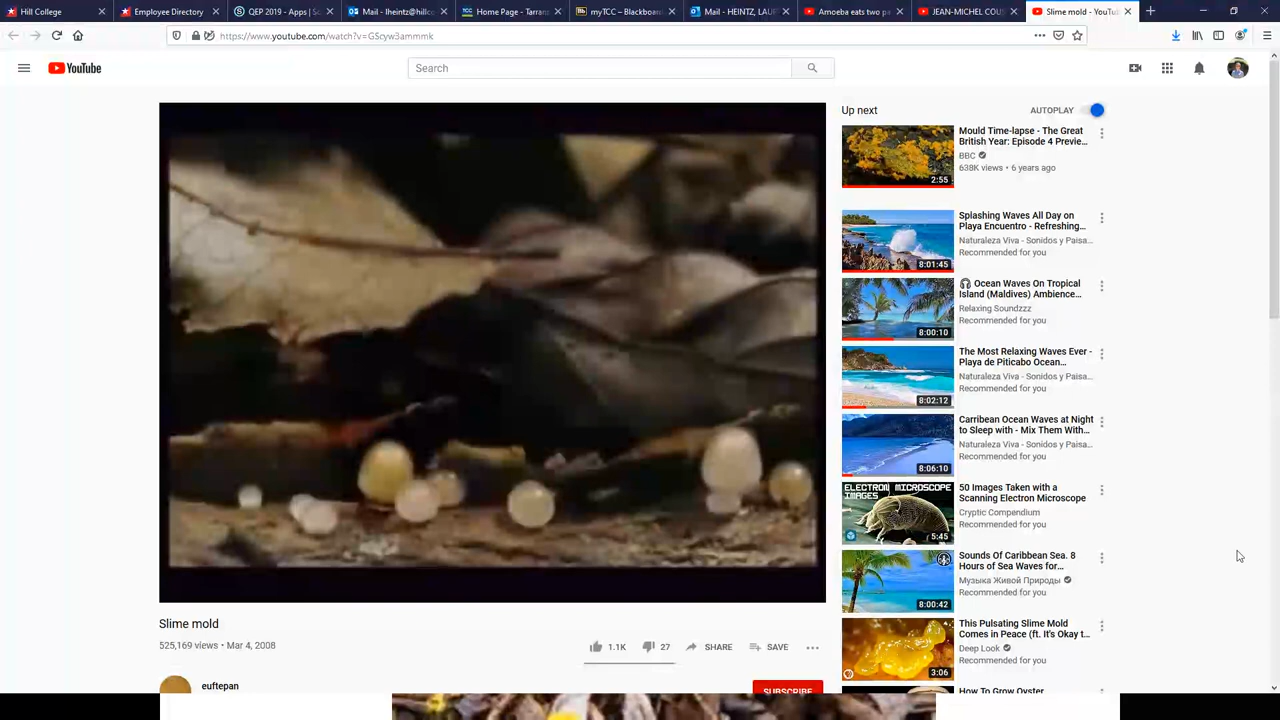 Hill College
Employee Directory
QEP 2019 - Apps | So
Mail - lheintz@hillco
Home Page - Tarran
myTCC – Blackboard
Mail - HEINTZ, LAU
Amoeba eats two pa
JEAN-MICHEL COUS
Slime mold - YouTu
https://www.youtube.com/watch?v=GScyw3ammmk
YouTube
Search
Up next
AUTOPLAY
Mould Time-lapse - The Great
British Year: Episode 4 Previe...
BBC
638K views • 6 years ago
2:55
Splashing Waves All Day on
Playa Encuentro - Refreshing...
Naturaleza Viva - Sonidos y Paisa...
Recommended for you
8:01:45
Ocean Waves On Tropical
Island (Maldives) Ambience...
Relaxing Soundzzz
Recommended for you
8:00:10
The Most Relaxing Waves Ever -
Playa de Piticabo Ocean...
Naturaleza Viva - Sonidos y Paisa...
Recommended for you
8:02:12
Carribean Ocean Waves at Night
to Sleep with - Mix Them With...
Naturaleza Viva - Sonidos y Paisa...
Recommended for you
8:06:10
ELECTRON MICROSCOPE
IMAGES
50 Images Taken with a
Scanning Electron Microscope
Cryptic Compendium
Recommended for you
5:45
Sounds Of Caribbean Sea. 8
Hours of Sea Waves for...
Музыка Живой Природы
Recommended for you
8:00:42
This Pulsating Slime Mold
Comes in Peace (ft. It's Okay t...
Deep Look
Recommended for you
3:06
How To Grow Oyster
Slime mold
525,169 views • Mar 4, 2008
1.1K
27
SHARE
SAVE
euftepan
SUBSCRIBE